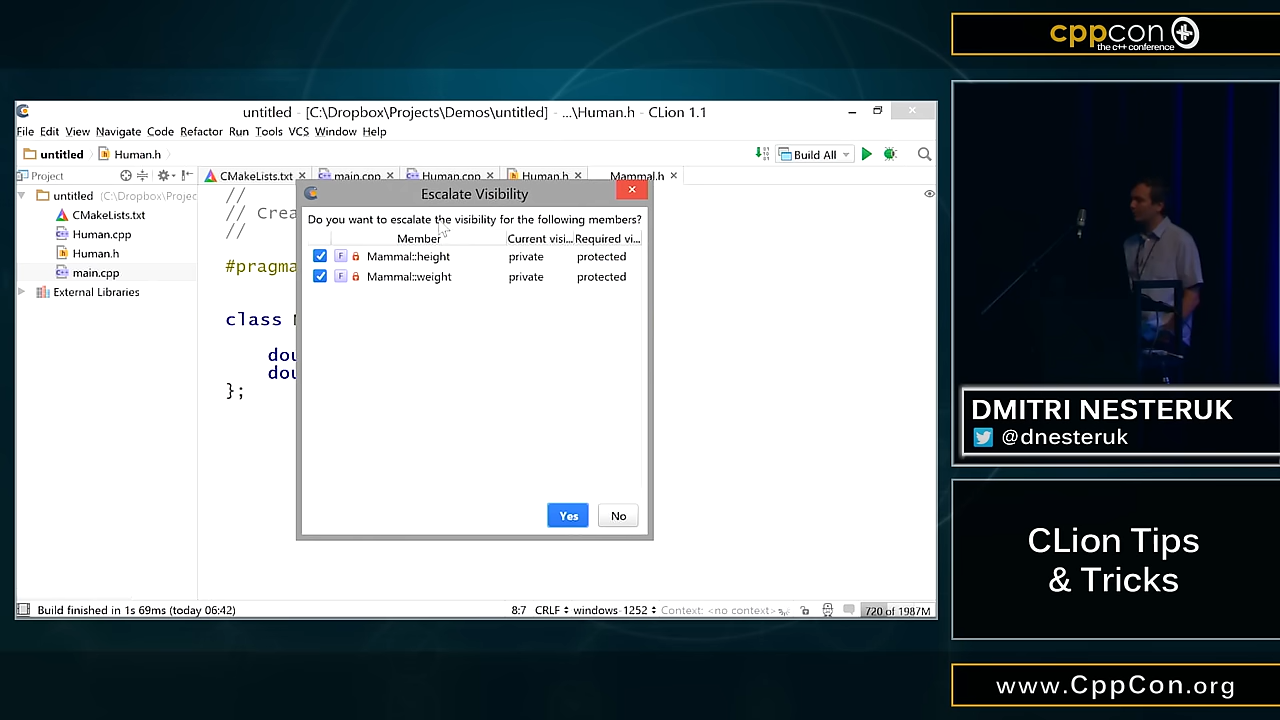 cppcon
the c++ conference
untitled - [C:\Dropbox\Projects\Demos\untitled] - ...\Human.h - CLion 1.1
File Edit View Navigate Code Refactor Run Tools VCS Window Help
untitled Human.h Build All
Project CMakeLists.txt main.cpp Human.cpp Human.h Mammal.h
untitled (C:\Dropbox\Projec
CMakeLists.txt
Human.cpp
Human.h
main.cpp
External Libraries
//
// Crea
//
#pragma
class
dou
dou
};
Escalate Visibility
Do you want to escalate the visibility for the following members?
Member Current visi... Required vi...
F Mammal::height private protected
F Mammal::weight private protected
Yes No
Build finished in 1s 69ms (today 06:42) 8:7 CRLF windows-1252 Context: <no context> 720 of 1987M
DMITRI NESTERUK
@dnesteruk
CLion Tips
& Tricks
www.CppCon.org